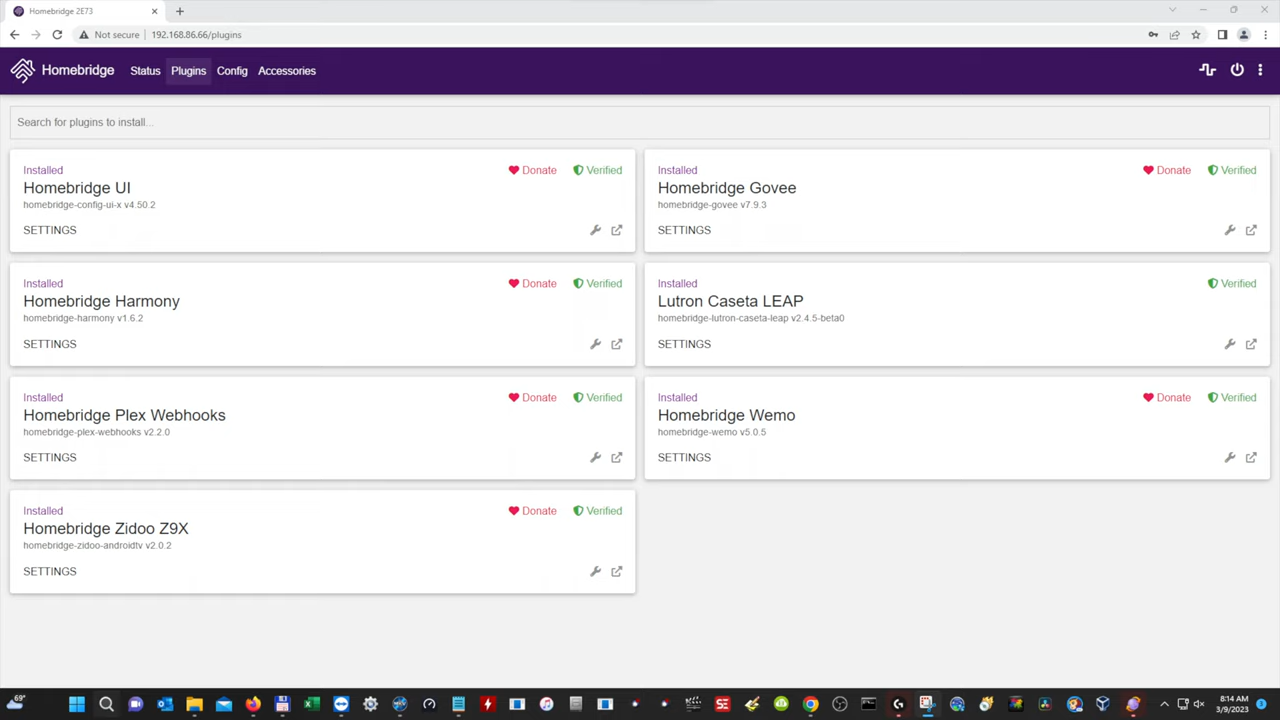 Homebridge 2E73
Not secure
192.168.86.66/plugins
Homebridge
Status
Plugins
Config
Accessories
Search for plugins to install...
Installed
Donate
Verified
Homebridge UI
homebridge-config-ui-x v4.50.2
SETTINGS
Installed
Donate
Verified
Homebridge Govee
homebridge-govee v7.9.3
SETTINGS
Installed
Donate
Verified
Homebridge Harmony
homebridge-harmony v1.6.2
SETTINGS
Installed
Verified
Lutron Caseta LEAP
homebridge-lutron-caseta-leap v2.4.5-beta0
SETTINGS
Installed
Donate
Verified
Homebridge Plex Webhooks
homebridge-plex-webhooks v2.2.0
SETTINGS
Installed
Donate
Verified
Homebridge Wemo
homebridge-wemo v5.0.5
SETTINGS
Installed
Donate
Verified
Homebridge Zidoo Z9X
homebridge-zidoo-androidtv v2.0.2
SETTINGS
69°
SE
8:14 AM
3/9/2023